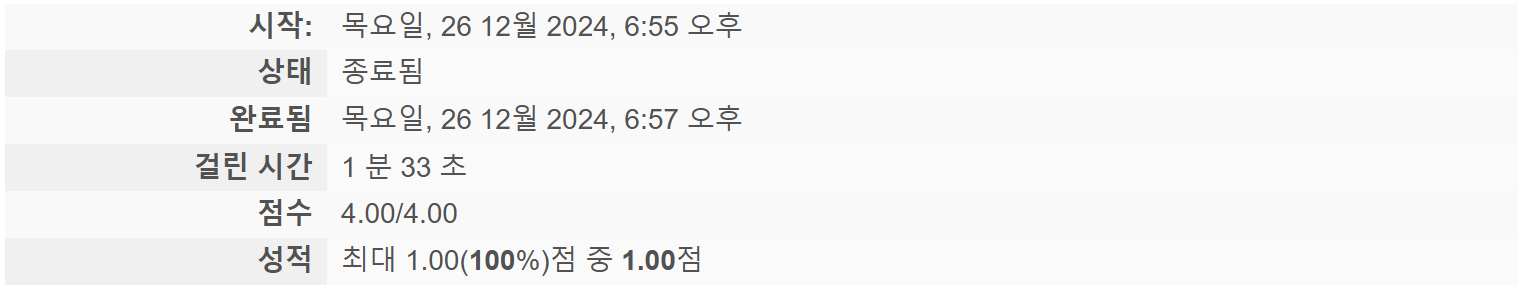 시작: 목요일, 26 12월 2024, 6:55 오후
상태 종료됨
완료됨 목요일, 26 12월 2024, 6:57 오후
걸린 시간 1 분 33 초
점수 4.00/4.00
성적 최대 1.00(100%)점 중 1.00점